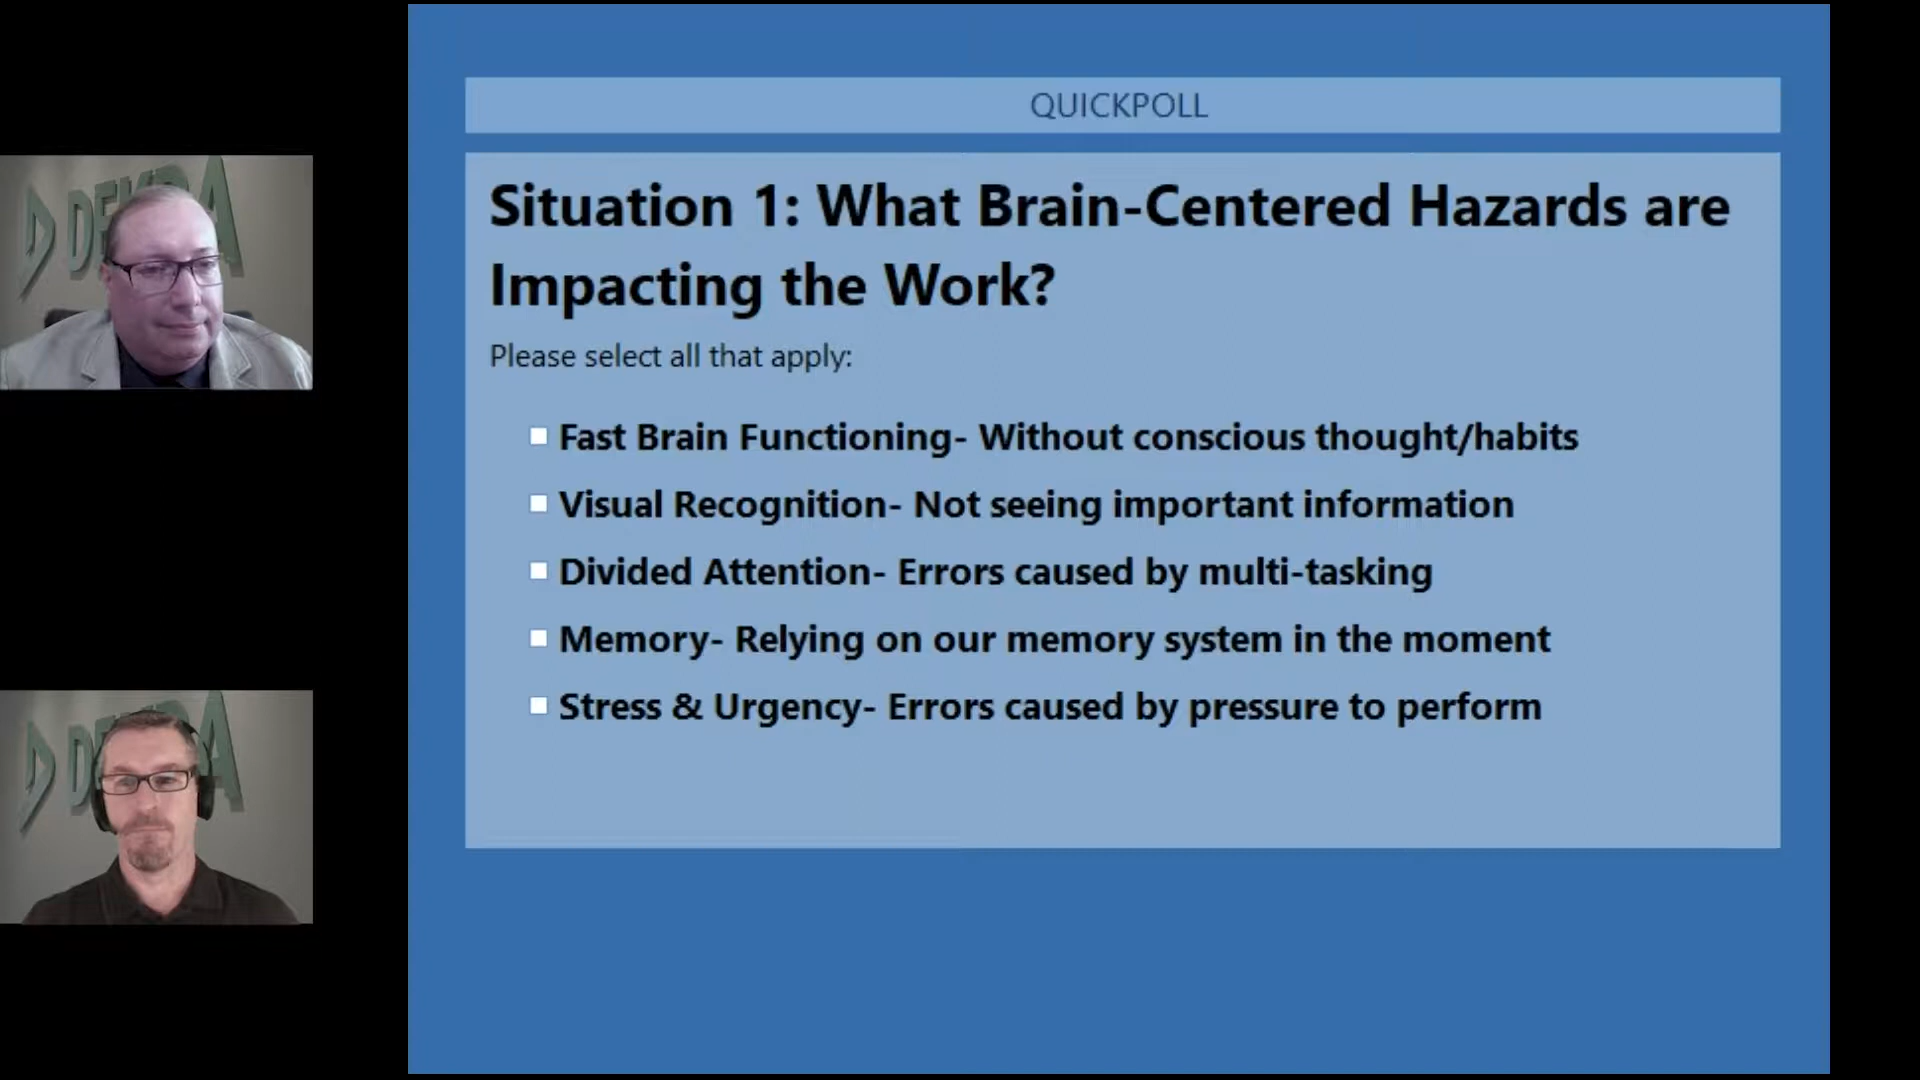 DEKRA
QUICKPOLL
Situation 1: What Brain-Centered Hazards are
Impacting the Work?
Please select all that apply:
Fast Brain Functioning- Without conscious thought/habits
Visual Recognition- Not seeing important information
Divided Attention- Errors caused by multi-tasking
Memory- Relying on our memory system in the moment
Stress & Urgency- Errors caused by pressure to perform
DEKRA